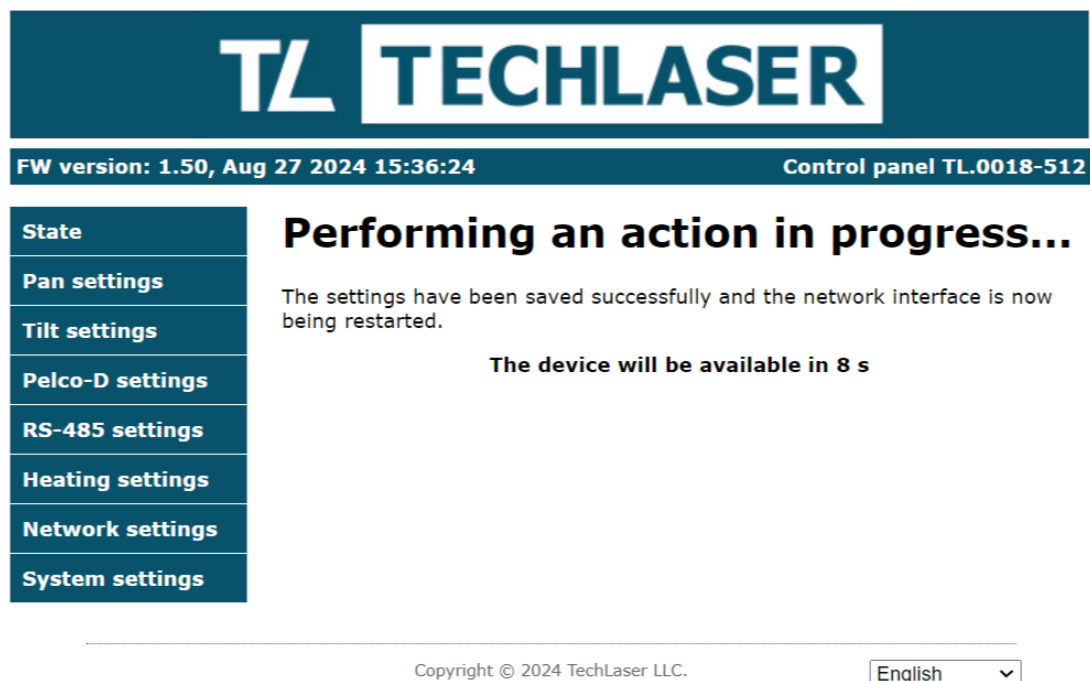 TL TECHLASER
FW version: 1.50, Aug 27 2024 15:36:24
Control panel TL.0018-512
State
Pan settings
Tilt settings
Pelco-D settings
RS-485 settings
Heating settings
Network settings
System settings
Performing an action in progress...
The settings have been saved successfully and the network interface is now
being restarted.
The device will be available in 8 s
Copyright © 2024 TechLaser LLC.
English